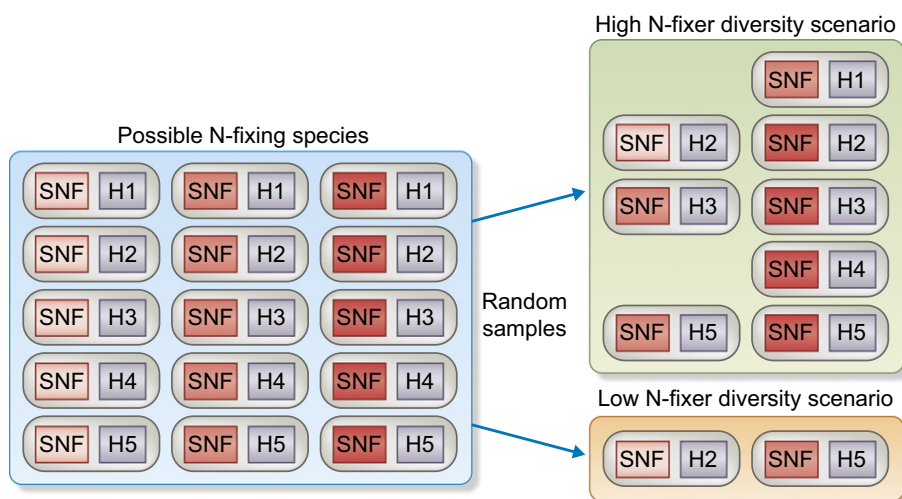 High N-fixer diversity scenario
SNF H1
Possible N-fixing species
SNF H2 SNF H2
SNF H1 SNF H1 SNF H1
SNF H3 SNF H3
SNF H2 SNF H2 SNF H2
SNF H4
SNF H3 SNF H3 SNF H3
Random
samples
SNF H5 SNF H5
SNF H4 SNF H4 SNF H4
Low N-fixer diversity scenario
SNF H5 SNF H5 SNF H5
SNF H2 SNF H5